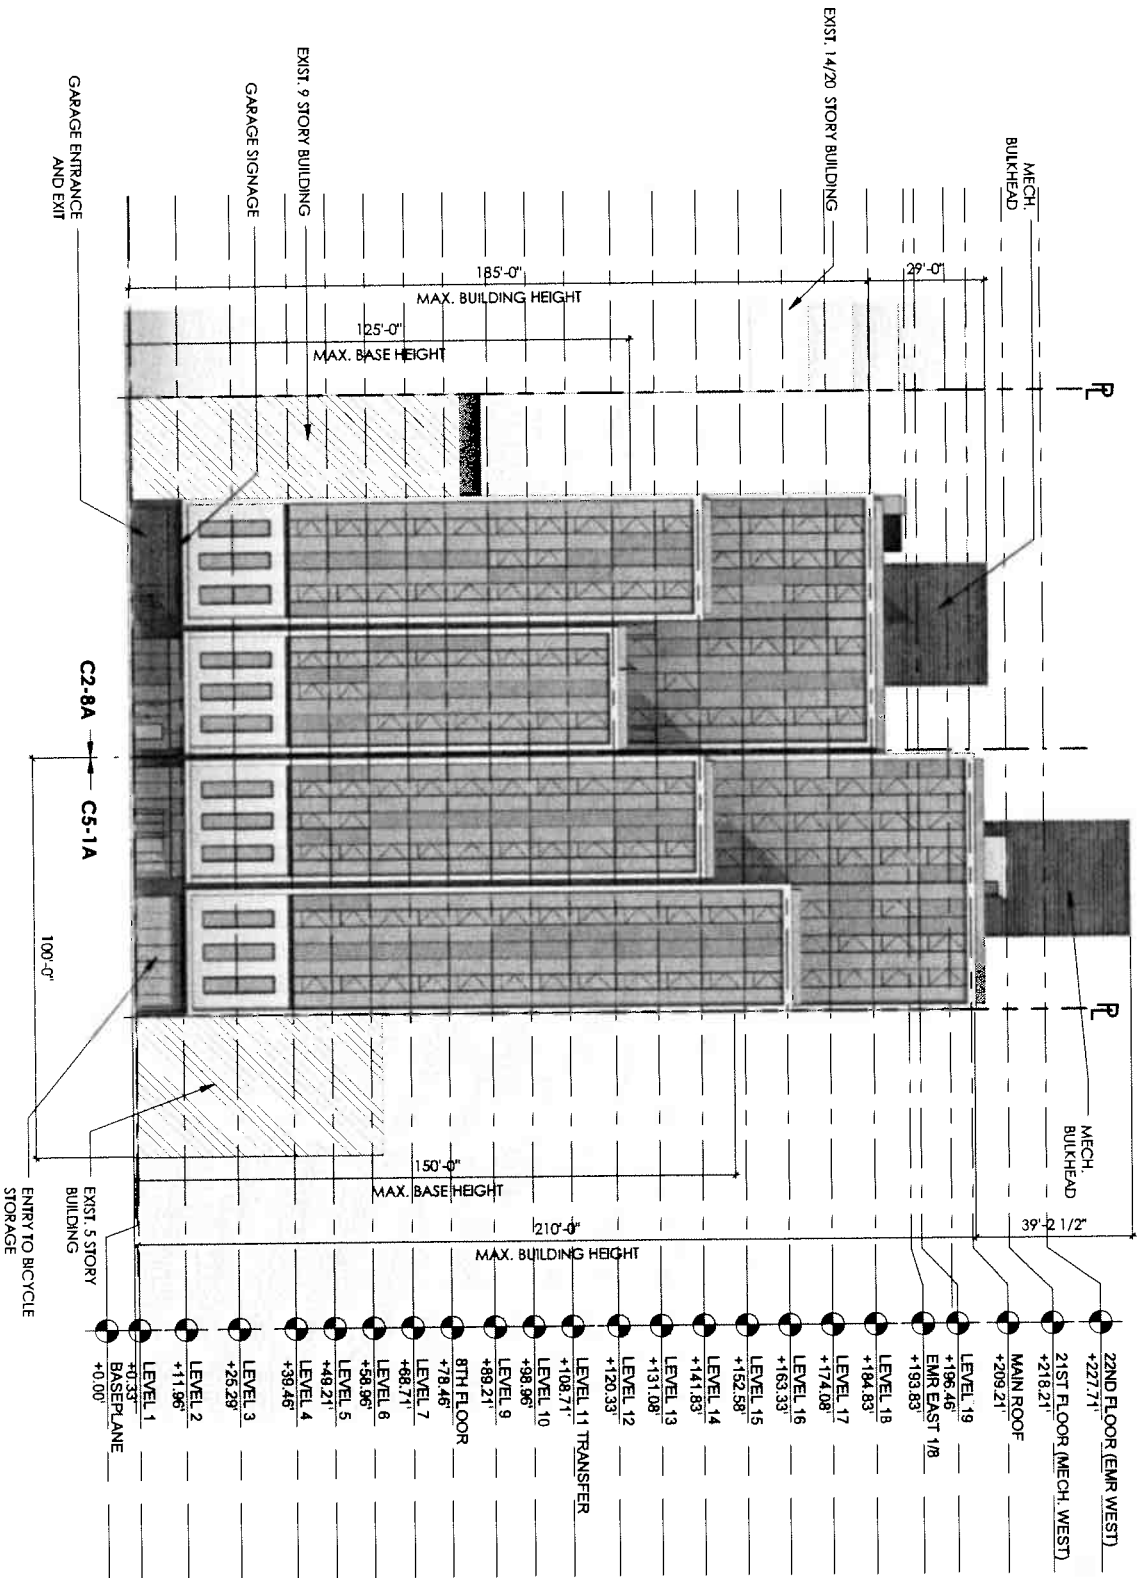 MECH.
BULKHEAD
EXIST. 14/20 STORY BUILDING
EXIST. 9 STORY BUILDING
GARAGE SIGNAGE
GARAGE ENTRANCE
AND EXIT
29'-0"
185'-0"
MAX. BUILDING HEIGHT
125'-0"
MAX. BASE HEIGHT
PL
C2-8A
C5-1A
100'-0"
PL
MECH.
BULKHEAD
39'-2 1/2"
150'-0"
MAX. BASE HEIGHT
210'-0"
MAX. BUILDING HEIGHT
EXIST. 5 STORY
BUILDING
ENTRY TO BICYCLE
STORAGE
22ND FLOOR (EMR WEST)
+227.71'
21ST FLOOR (MECH. WEST)
+218.21'
MAIN ROOF
+209.21'
LEVEL 19
+196.46'
EMR EAST 1/8
+193.83'
LEVEL 18
+184.83'
LEVEL 17
+174.08'
LEVEL 16
+163.33'
LEVEL 15
+152.58'
LEVEL 14
+141.83'
LEVEL 13
+131.08'
LEVEL 12
+120.33'
LEVEL 11 TRANSFER
+108.71'
LEVEL 10
+98.96'
LEVEL 9
+89.21'
8TH FLOOR
+78.46'
LEVEL 7
+68.71'
LEVEL 6
+58.96'
LEVEL 5
+49.21'
LEVEL 4
+39.46'
LEVEL 3
+25.29'
LEVEL 2
+11.96'
LEVEL 1
+0.33'
BASEPLANE
+0.00'